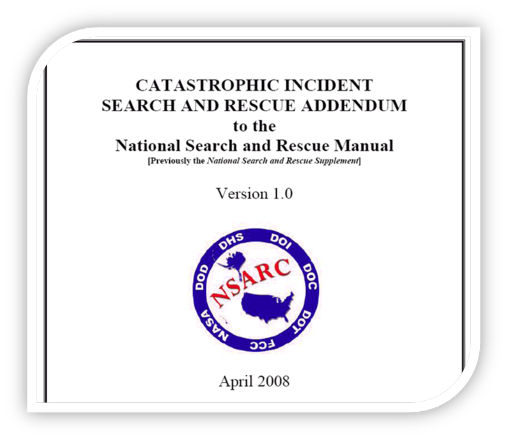 CATASTROPHIC INCIDENT
SEARCH AND RESCUE ADDENDUM
to the
National Search and Rescue Manual
[Previously the National Search and Rescue Supplement]
Version 1.0
DOD DHS DOI DOC DOT FCC NASA
NSARC
April 2008